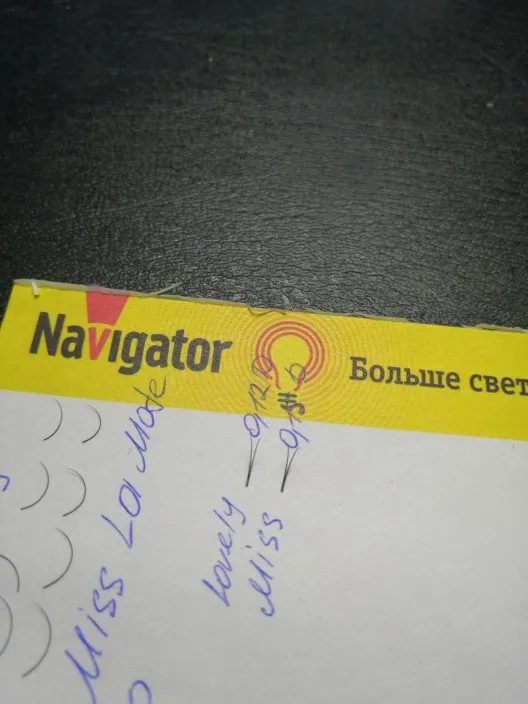 Navigator
Больше свет
Miss La Mode
Lovely
Miss